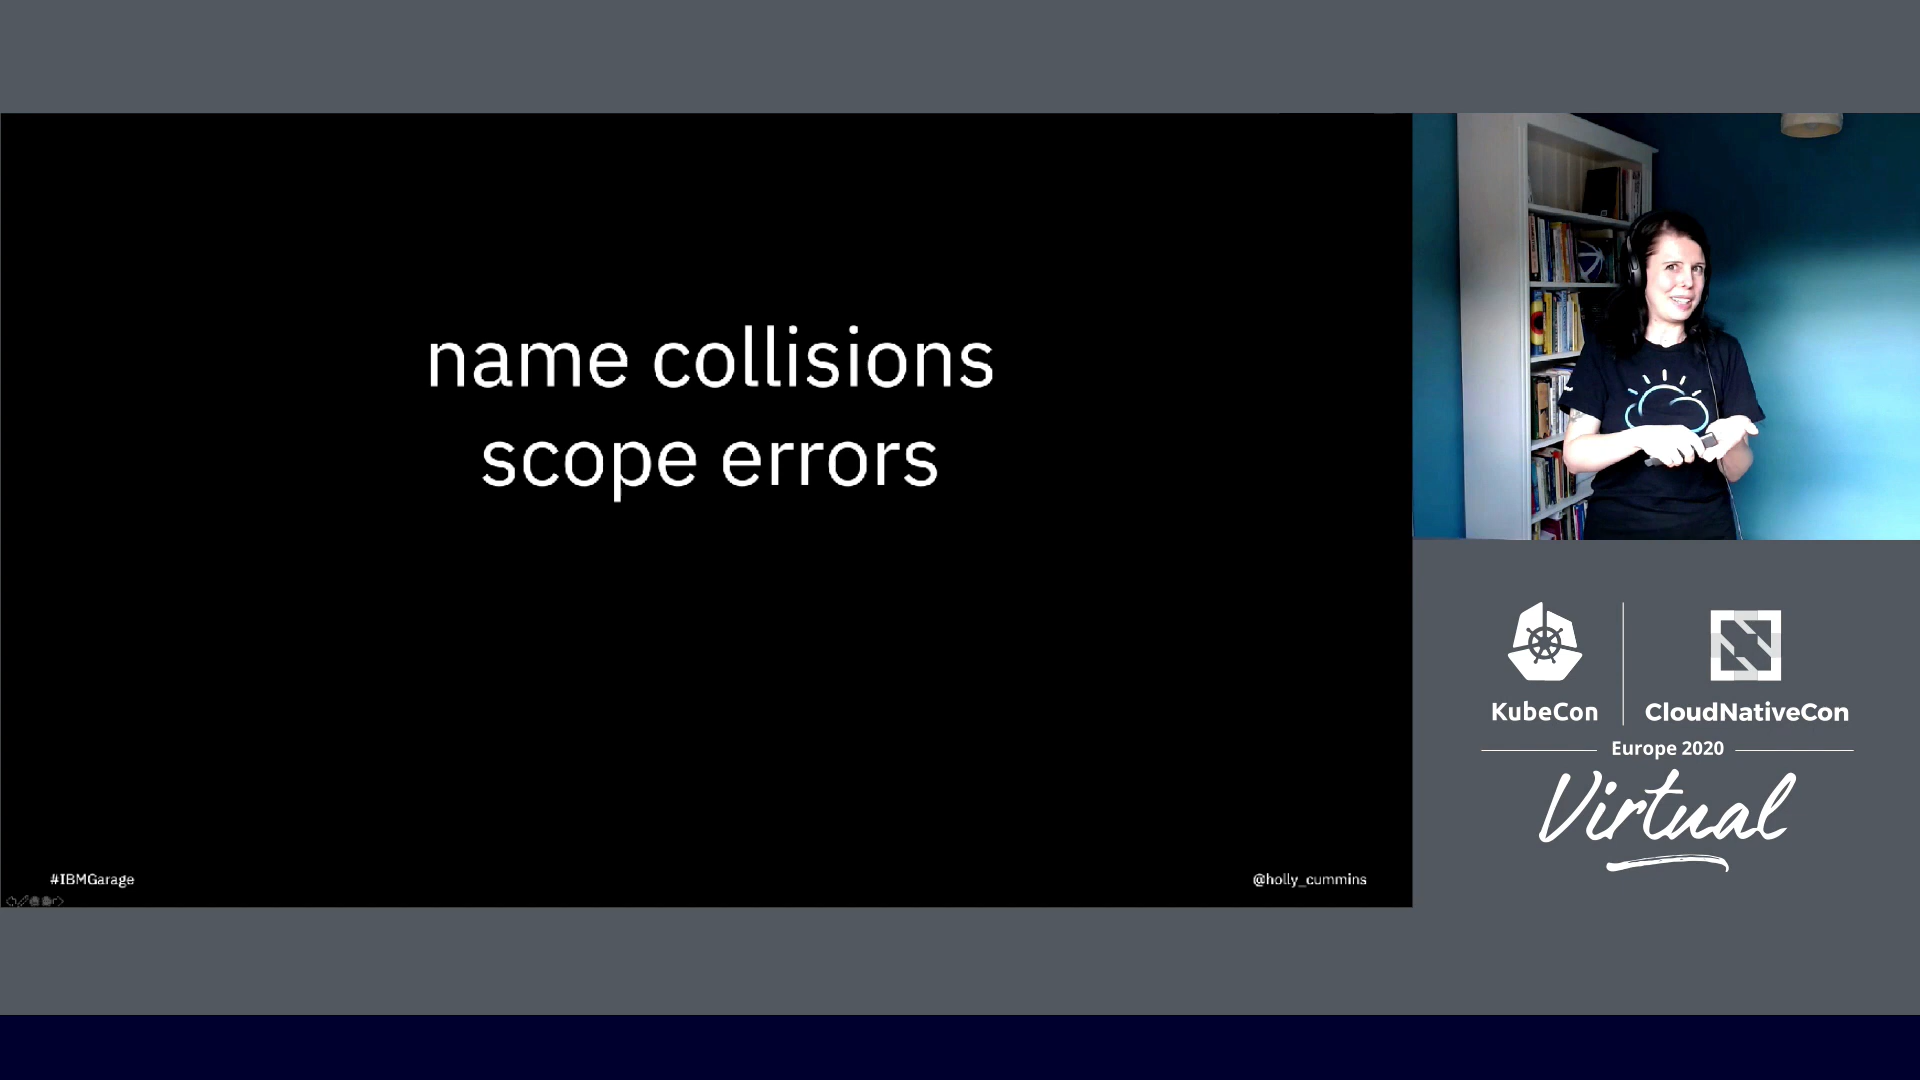 name collisions
scope errors
#IBMGarage
@holly_cummins
KubeCon
CloudNativeCon
Europe 2020
Virtual